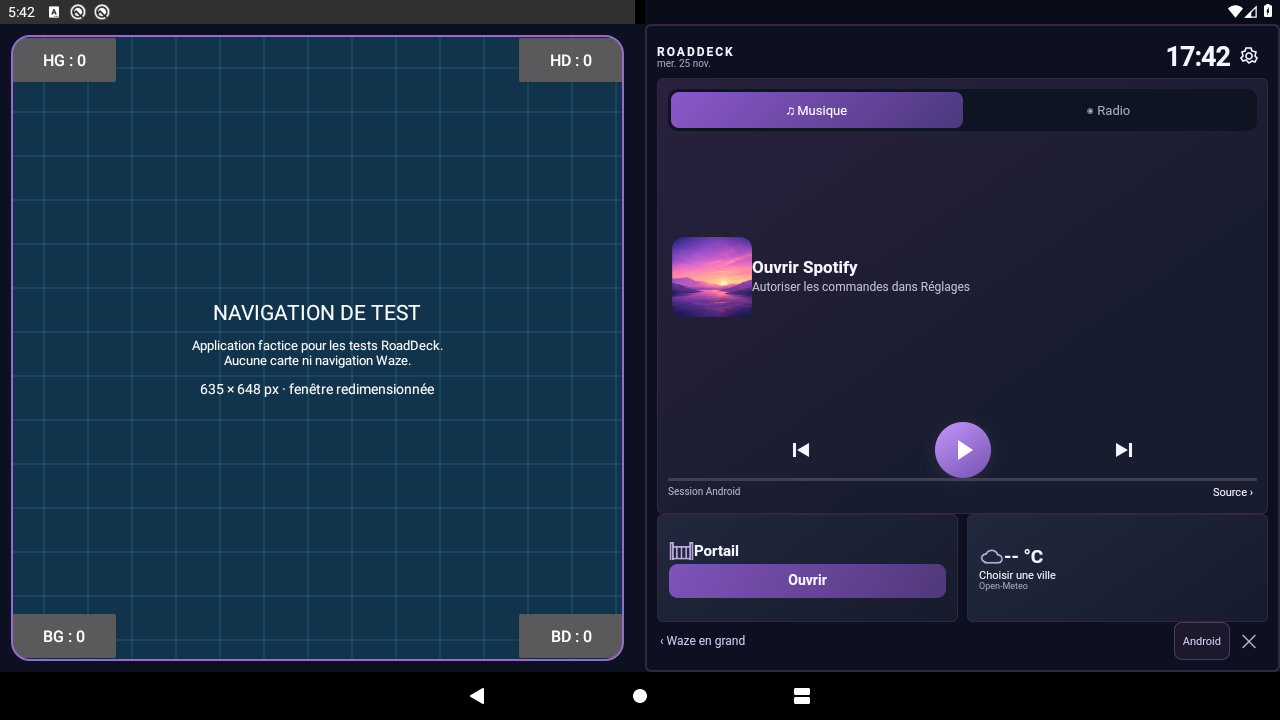 5:42
HG : 0
HD : 0
NAVIGATION DE TEST
Application factice pour les tests RoadDeck.
Aucune carte ni navigation Waze.
635 × 648 px · fenêtre redimensionnée
BG : 0
BD : 0
ROADDECK
mer. 25 nov.
17:42
♫ Musique
Radio
Ouvrir Spotify
Autoriser les commandes dans Réglages
Session Android
Source ›
Portail
Ouvrir
-- °C
Choisir une ville
Open-Meteo
‹ Waze en grand
Android